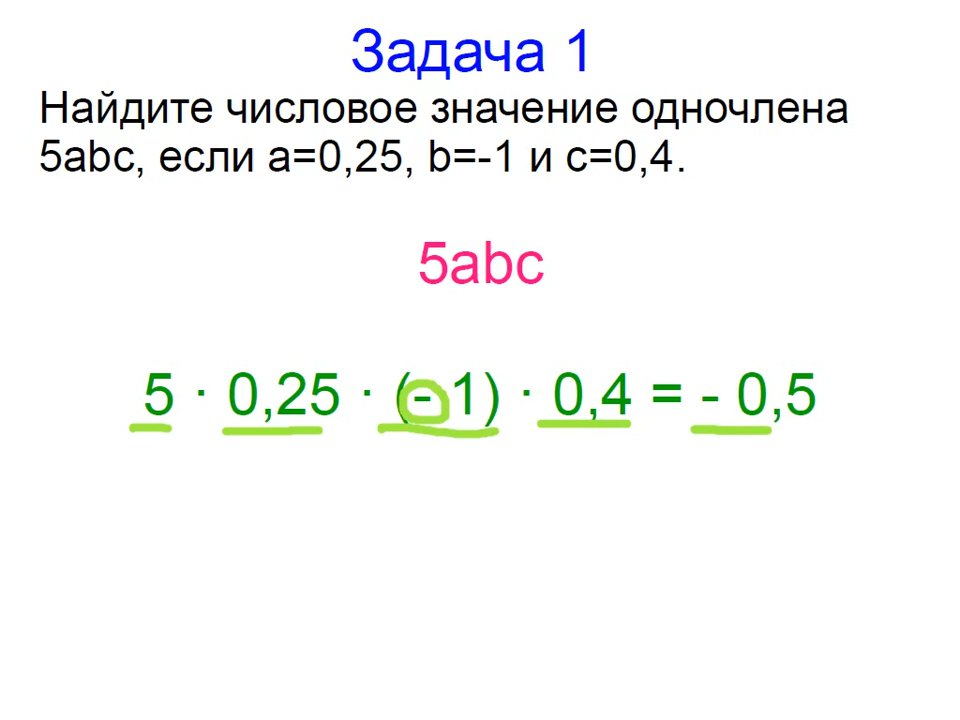 Задача 1
Найдите числовое значение одночлена
5abc, если a=0,25, b=-1 и c=0,4.
5abc
5 · 0,25 · (- 1) · 0,4 = - 0,5